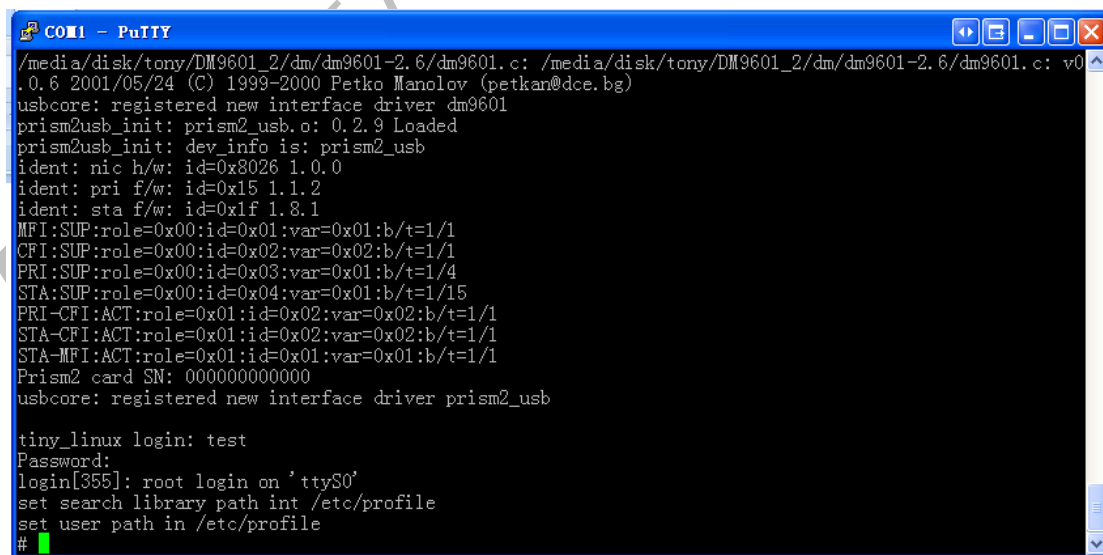 COM1 - PuTTY
/media/disk/tony/DM9601_2/dm/dm9601-2.6/dm9601.c: /media/disk/tony/DM9601_2/dm/dm9601-2.6/dm9601.c: v0
.0.6 2001/05/24 (C) 1999-2000 Petko Manolov (petkan@dce.bg)
usbcore: registered new interface driver dm9601
prism2usb_init: prism2_usb.o: 0.2.9 Loaded
prism2usb_init: dev_info is: prism2_usb
ident: nic h/w: id=0x8026 1.0.0
ident: pri f/w: id=0x15 1.1.2
ident: sta f/w: id=0x1f 1.8.1
MFI:SUP:role=0x00:id=0x01:var=0x01:b/t=1/1
CFI:SUP:role=0x00:id=0x02:var=0x02:b/t=1/1
PRI:SUP:role=0x00:id=0x03:var=0x01:b/t=1/4
STA:SUP:role=0x00:id=0x04:var=0x01:b/t=1/15
PRI-CFI:ACT:role=0x01:id=0x02:var=0x02:b/t=1/1
STA-CFI:ACT:role=0x01:id=0x02:var=0x02:b/t=1/1
STA-MFI:ACT:role=0x01:id=0x01:var=0x01:b/t=1/1
Prism2 card SN: 000000000000
usbcore: registered new interface driver prism2_usb
tiny_linux login: test
Password:
login[355]: root login on 'ttyS0'
set search library path int /etc/profile
set user path in /etc/profile
#